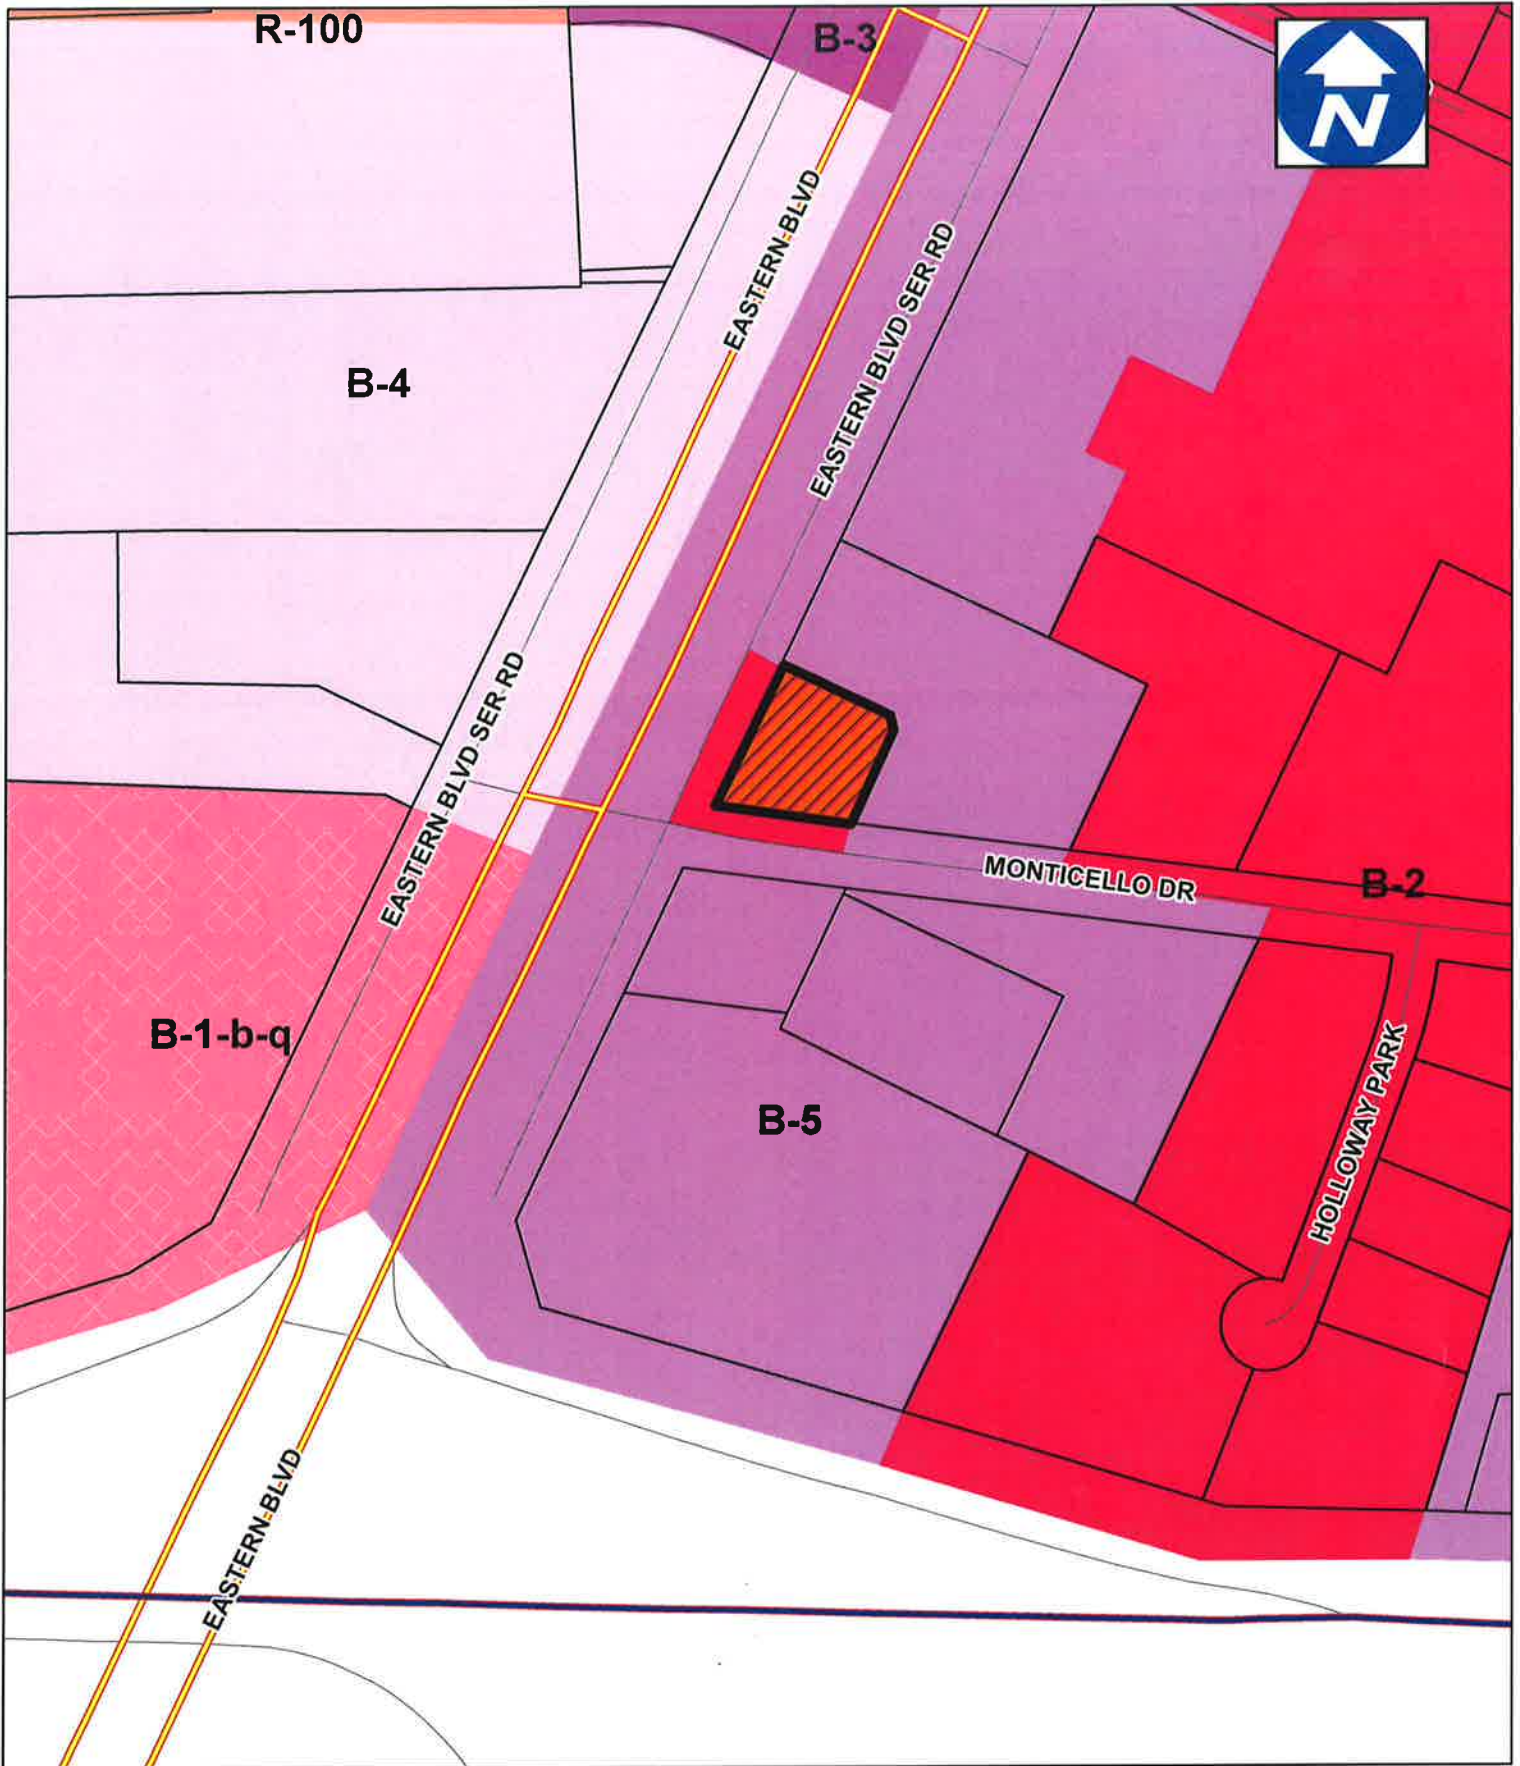 R-100
B-3
N
EASTERN BLVD
EASTERN BLVD SER RD
B-4
EASTERN BLVD SER RD
MONTICELLO DR
B-2
B-1-b-q
B-5
HOLLOWAY PARK
EASTERN BLVD